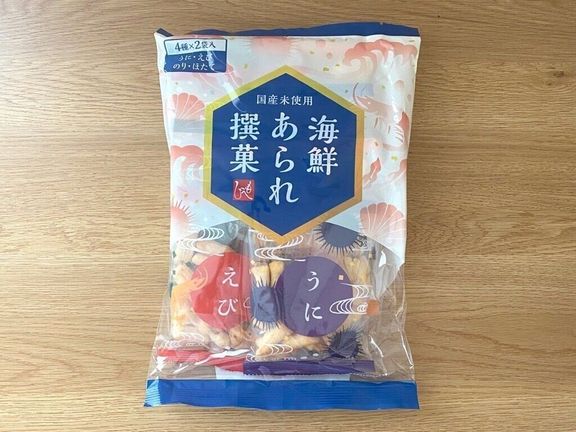 4種×2袋入
うに・えび
のり・ほたて
国産米使用
海鮮
あられ
撰菓
えび
うに